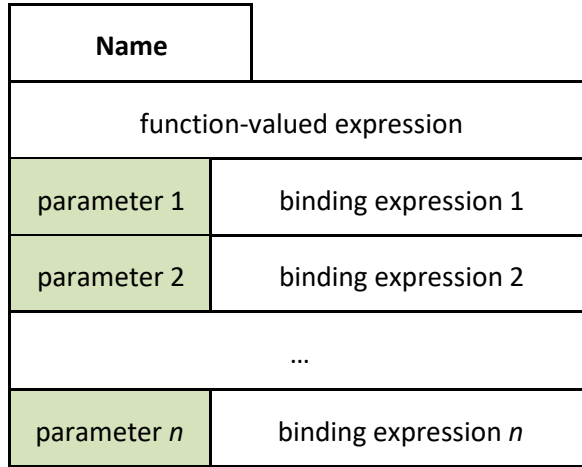 Name
function-valued expression
parameter 1 binding expression 1
parameter 2 binding expression 2
…
parameter n binding expression n